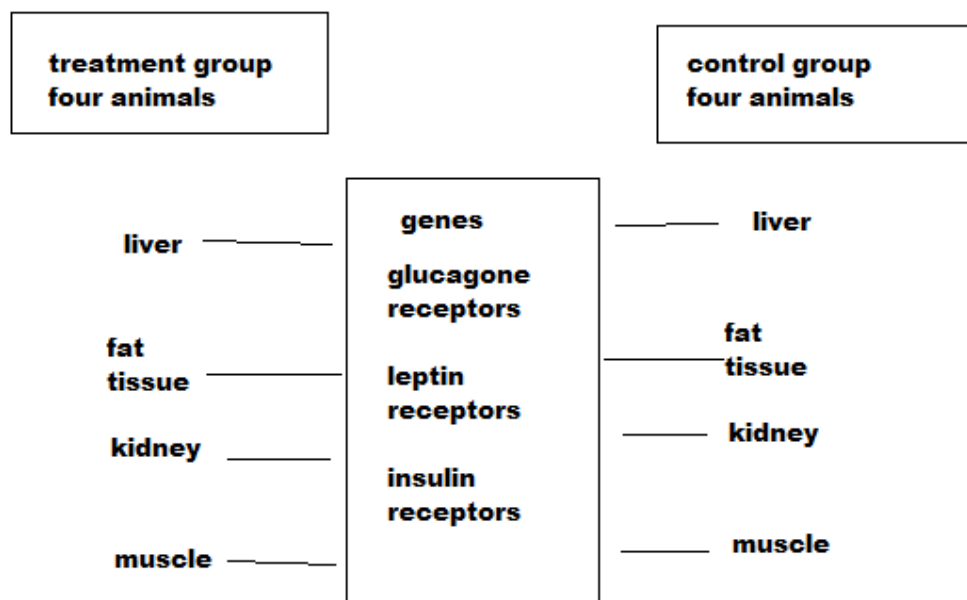 treatment group
four animals
control group
four animals
liver
fat
tissue
kidney
muscle
genes
glucagone
receptors
leptin
receptors
insulin
receptors
liver
fat
tissue
kidney
muscle